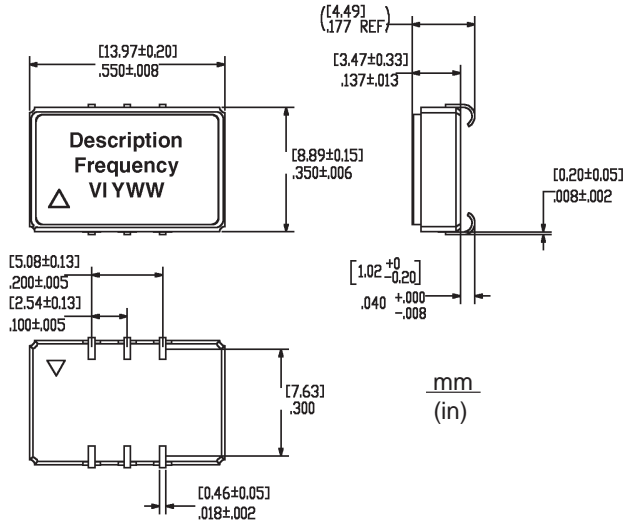 ([4.49]
.177 REF)
[13.97±0.20]
.550±.008
[3.47±0.33]
.137±.013
Description
Frequency
VI YWW
[8.89±0.15]
.350±.006
[0.20±0.05]
.008±.002
[5.08±0.13]
.200±.005
[1.02 +0 -0.20]
[2.54±0.13]
.040 +.000 -.008
.100±.005
[7.63]
.300
mm
(in)
[0.46±0.05]
.018±.002